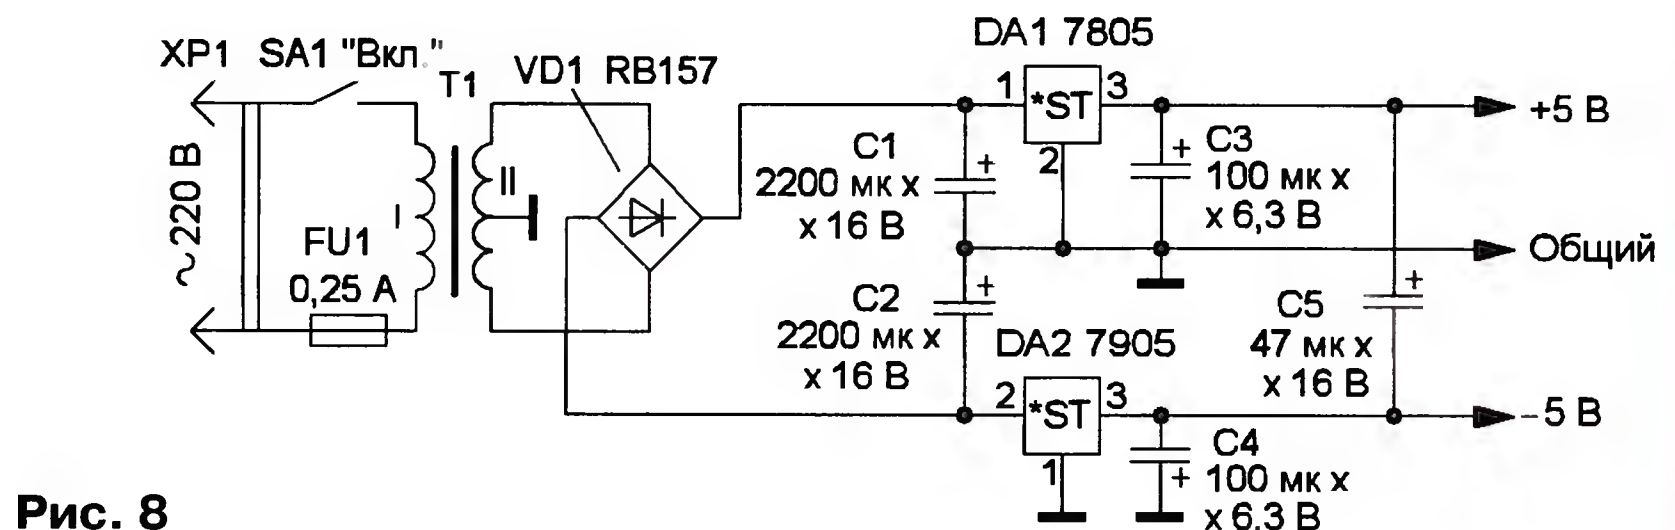 XP1 SA1 "Вкл."
T1
VD1 RB157
DA1 7805
1
*ST
3
2
+5 В
C1
2200 мк х
х 16 В
+
C3
100 мк х
х 6,3 В
+
~220 В
I
II
FU1
0,25 А
Общий
C2
2200 мк х
х 16 В
+
DA2 7905
2
*ST
3
1
C5
47 мк х
х 16 В
+
– 5 В
C4
100 мк х
х 6,3 В
+
Рис. 8